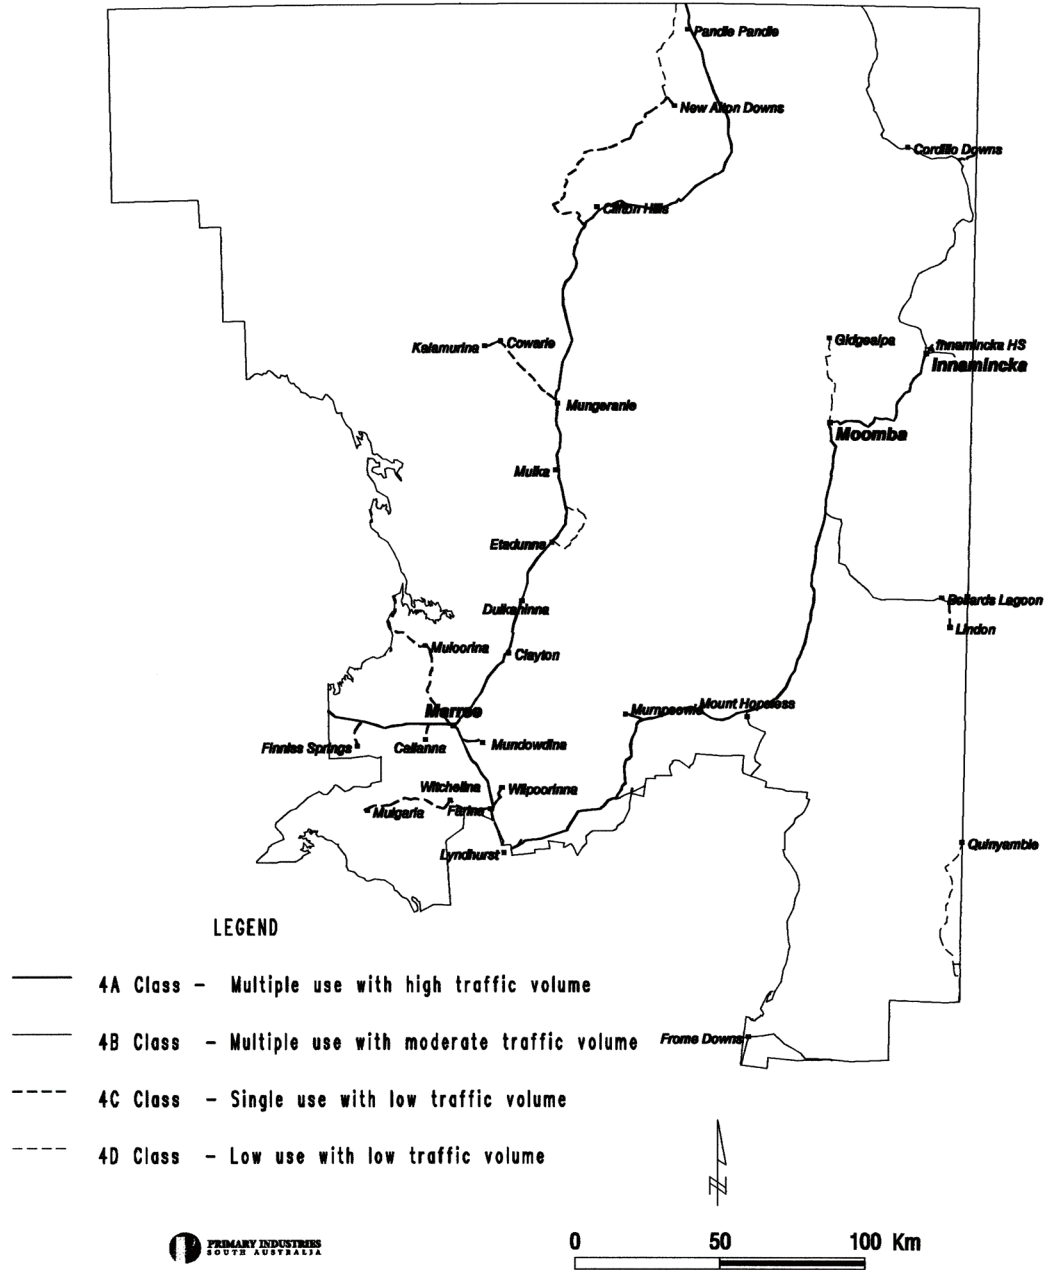 Pandie Pandie
New Alton Downs
Cordillo Downs
Clifton Hills
Kalamurina
Cowarie
Gidgealpa
Innamincka HS
Innamincka
Mungeranie
Moomba
Mulka
Etadunna
Dulkaninna
Bollards Lagoon
Lindon
Muloorina
Clayton
Marree
Murnpeowie
Mount Hopeless
Finniss Springs
Callanna
Mundowdina
Witchelina
Wilpoorinna
Mulgaria
Farina
Lyndhurst
Quinyambie
LEGEND
4A Class – Multiple use with high traffic volume
4B Class – Multiple use with moderate traffic volume
Frome Downs
4C Class – Single use with low traffic volume
4D Class – Low use with low traffic volume
N
PRIMARY INDUSTRIES
SOUTH AUSTRALIA
0 50 100 Km